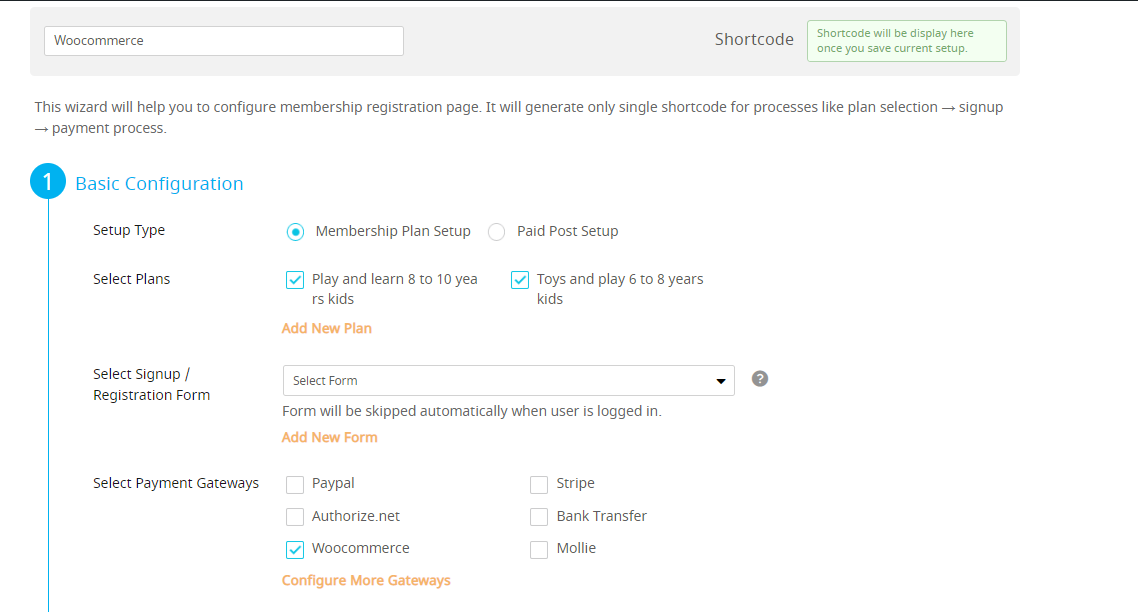 Woocommerce
Shortcode
Shortcode will be display here
once you save current setup.
This wizard will help you to configure membership registration page. It will generate only single shortcode for processes like plan selection → signup
→ payment process.
1 Basic Configuration
Setup Type
Membership Plan Setup
Paid Post Setup
Select Plans
Play and learn 8 to 10 yea
rs kids
Toys and play 6 to 8 years
kids
Add New Plan
Select Signup /
Registration Form
Select Form
?
Form will be skipped automatically when user is logged in.
Add New Form
Select Payment Gateways
Paypal
Stripe
Authorize.net
Bank Transfer
Woocommerce
Mollie
Configure More Gateways